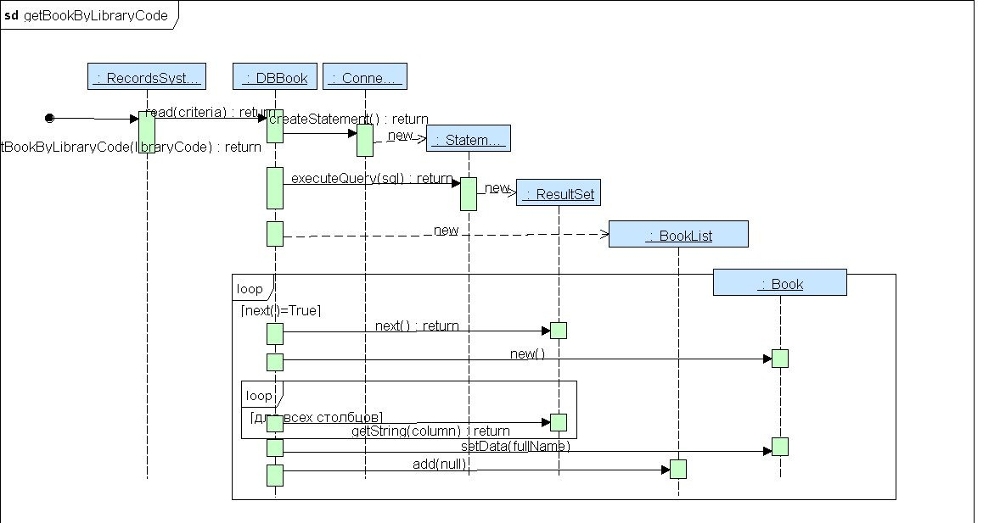 sd getBookByLibraryCode
: RecordsSyst...
: DBBook
: Conne...
read(criteria) : return
createStatement() : return
new
: Statem...
tBookByLibraryCode(libraryCode) : return
executeQuery(sql) : return
new
: ResultSet
new
: BookList
: Book
loop
[next()=True]
next() : return
new()
loop
[для всех столбцов]
getString(column) : return
setData(fullName)
add(null)